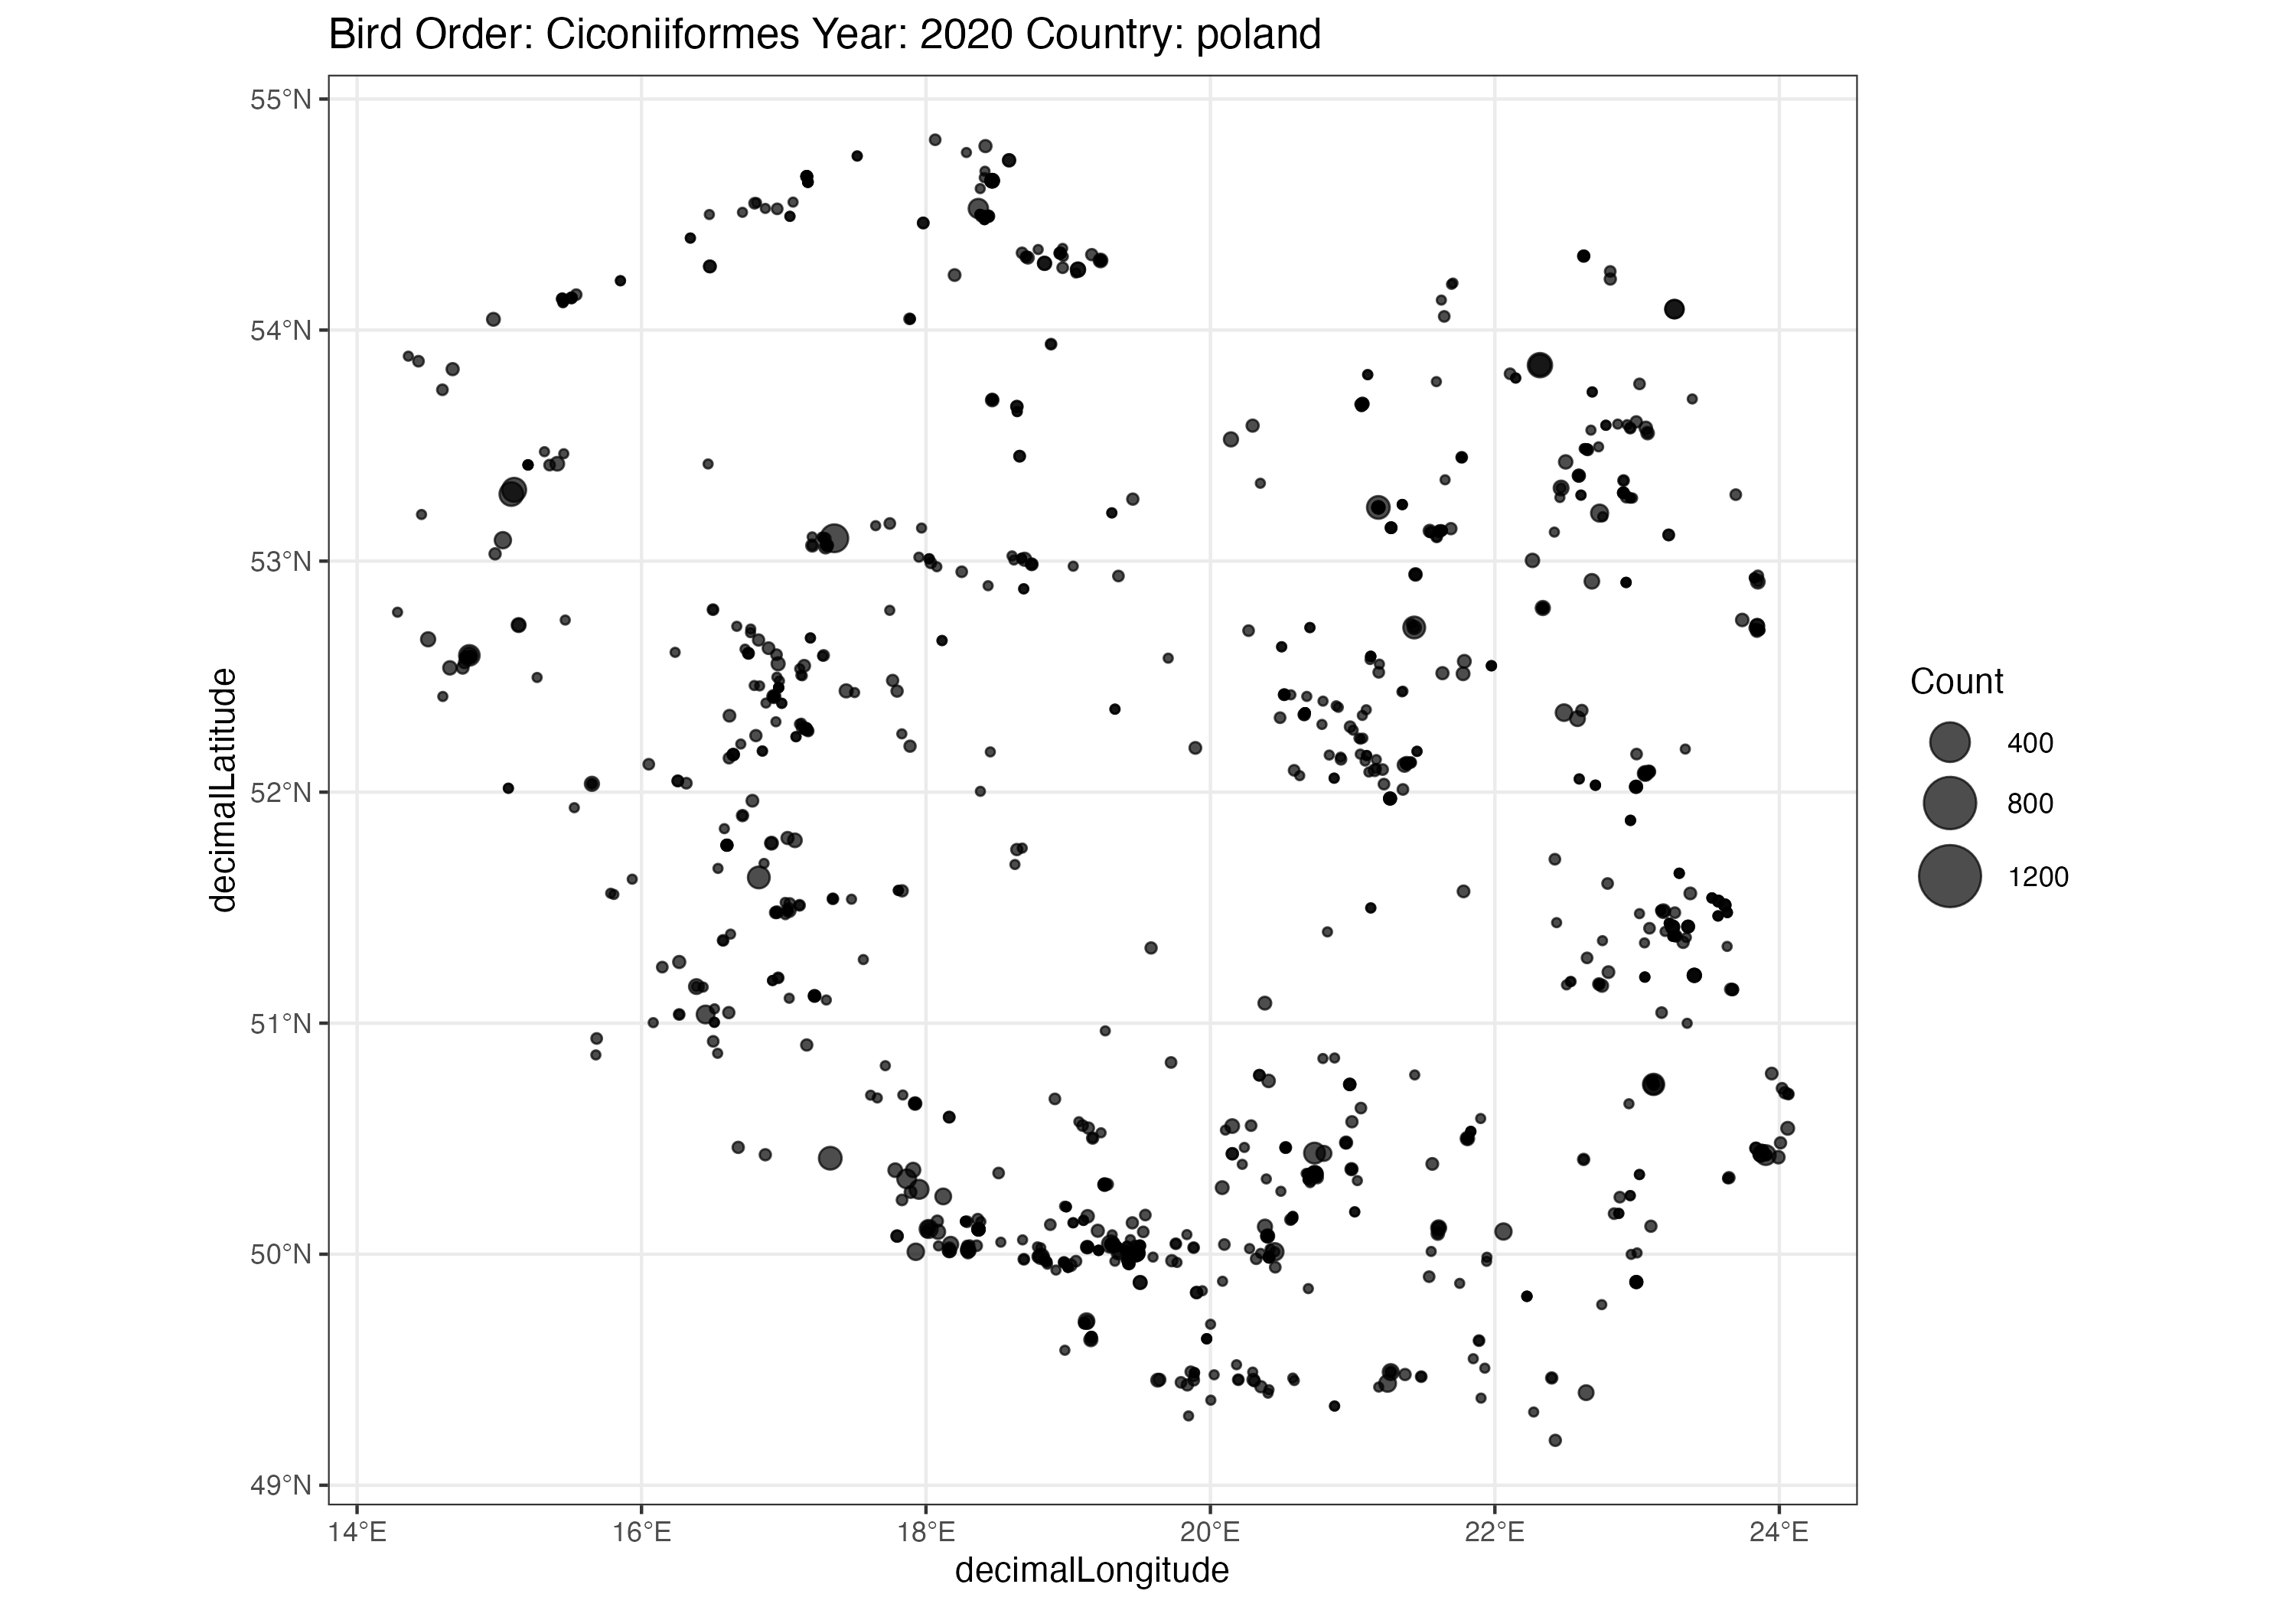 Bird Order: Ciconiiformes Year: 2020 Country: poland
55°N
54°N
53°N
52°N
51°N
50°N
49°N
decimalLatitude
14°E 16°E 18°E 20°E 22°E 24°E
decimalLongitude
Count
400
800
1200